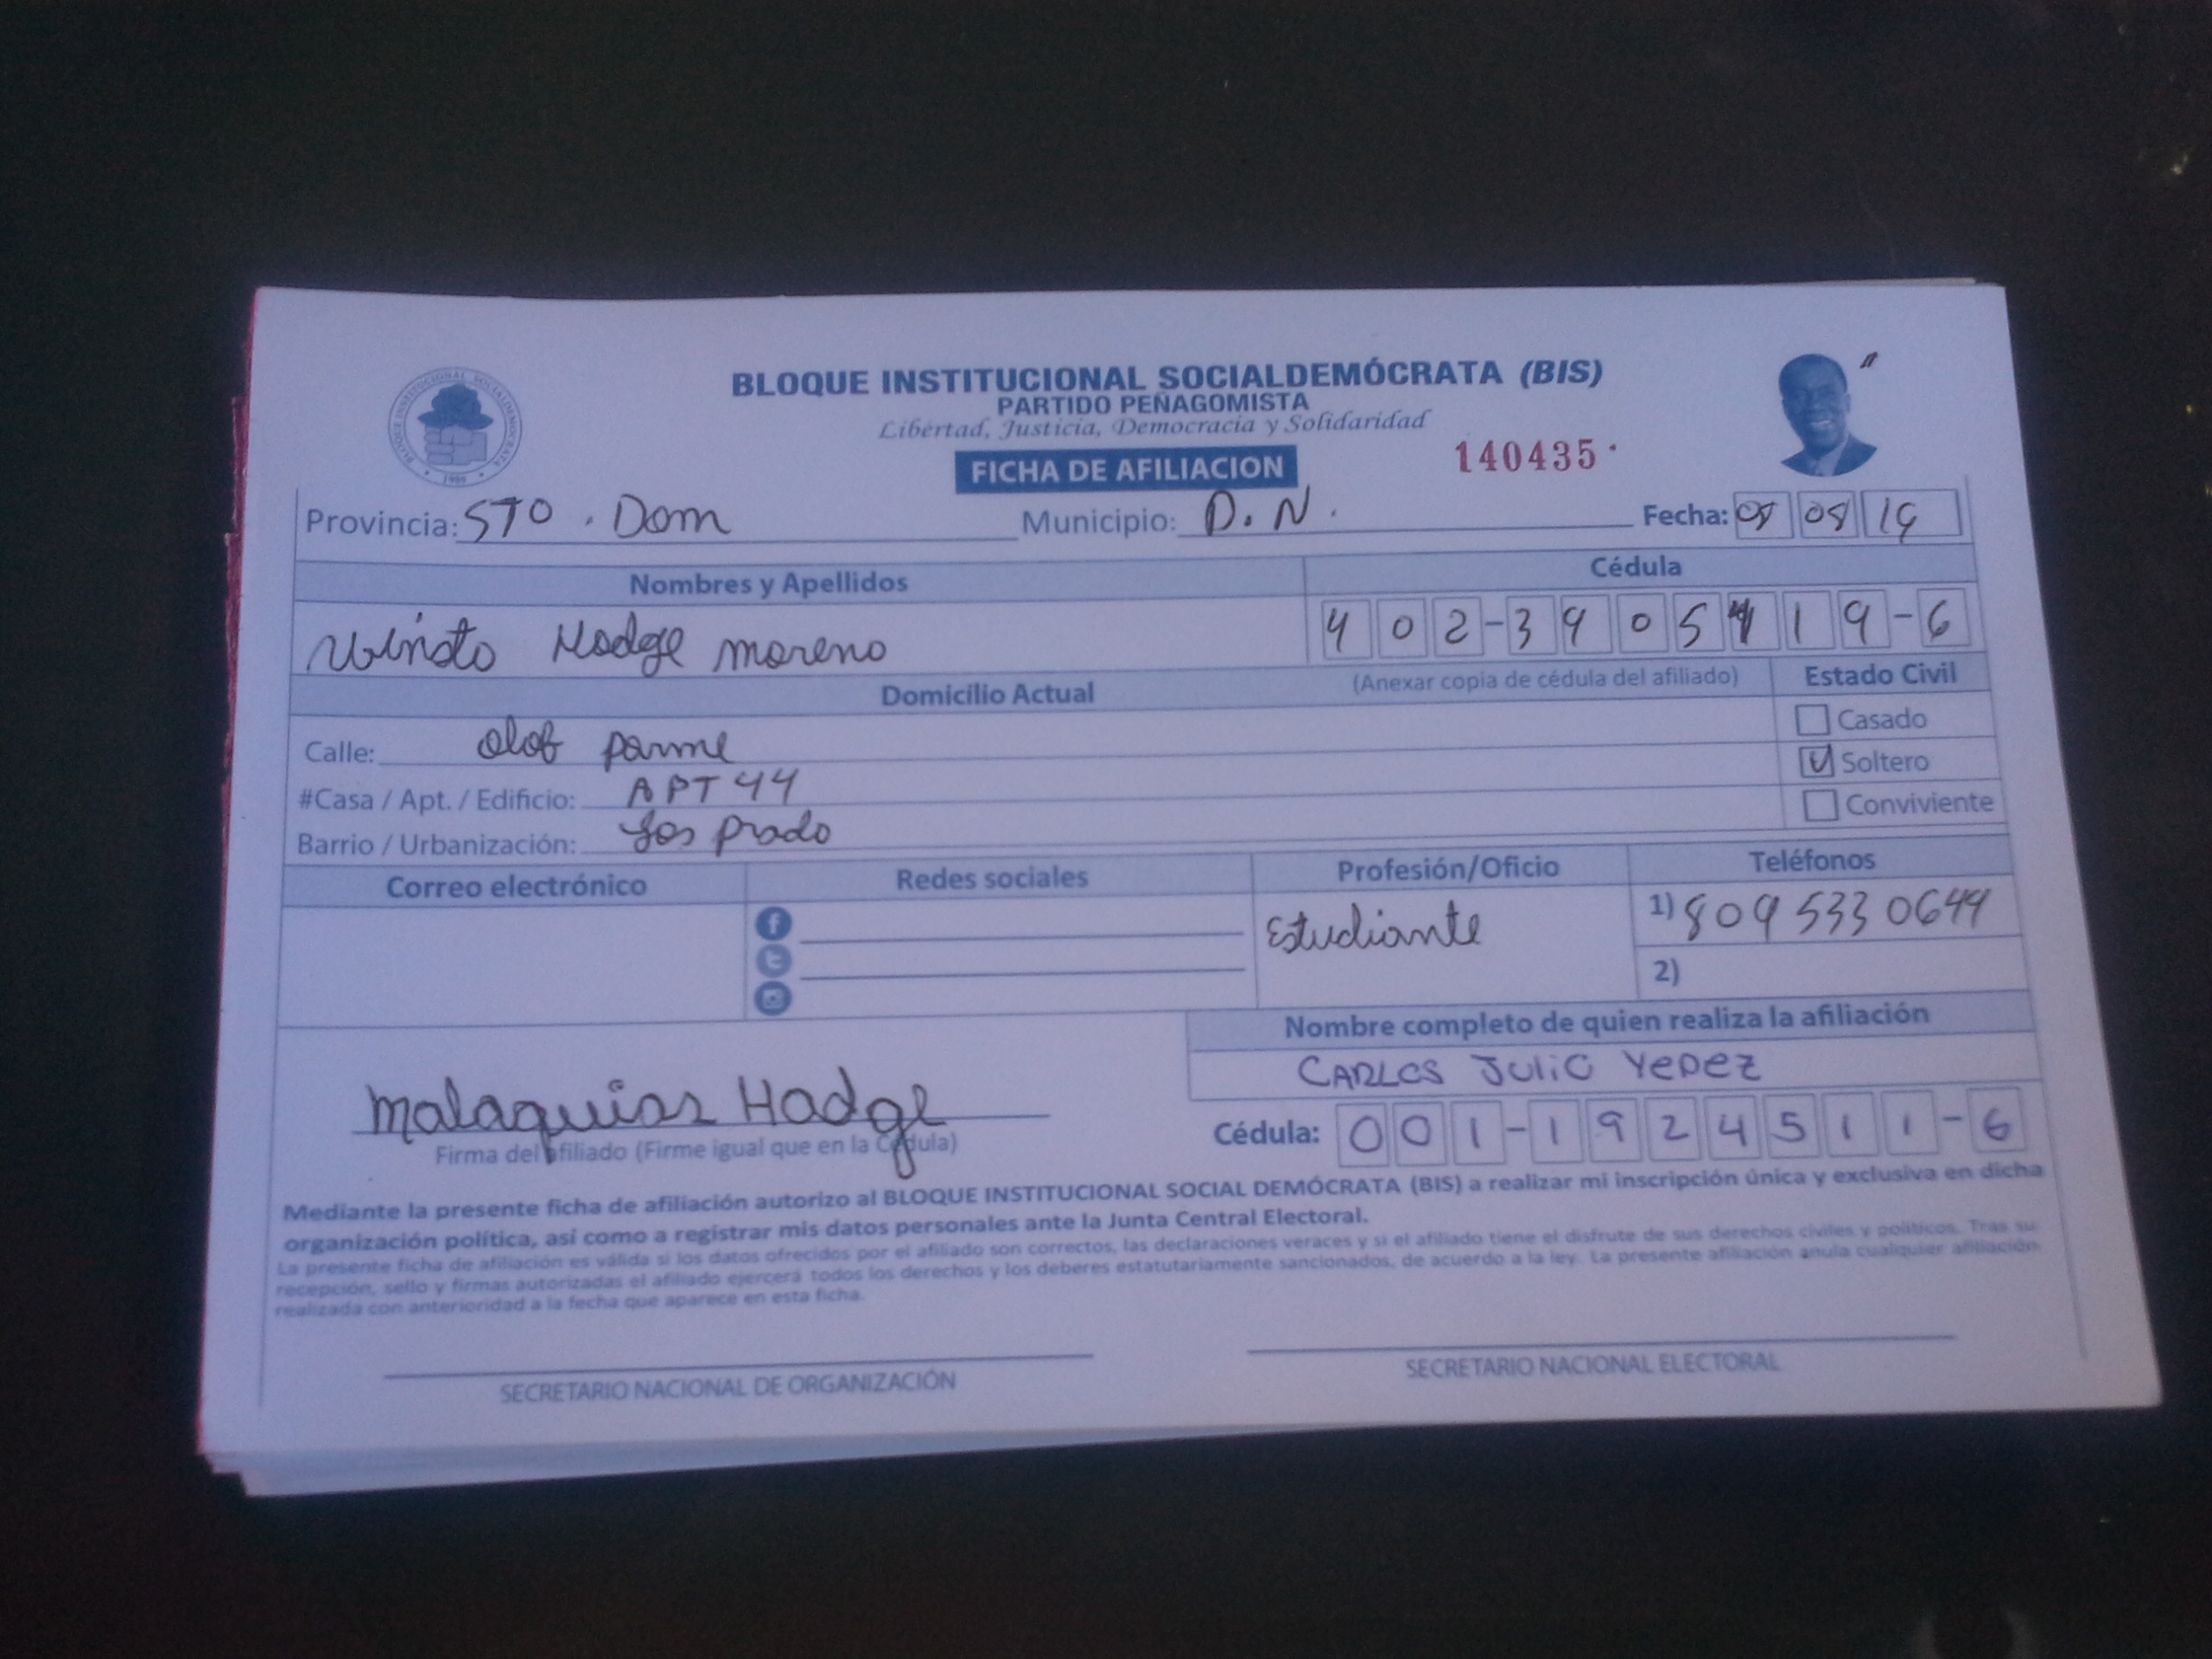 BLOQUE INSTITUCIONAL SOCIALDEMÓCRATA (BIS)
PARTIDO PEÑAGOMISTA
Libertad, Justicia, Democracia y Solidaridad
FICHA DE AFILIACION 140435
BLOQUE INSTITUCIONAL SOCIALDEMOCRATA
1989
Provincia: STO. Dom Municipio: D.N. Fecha: 08 08 19
Nombres y Apellidos Cédula
Hodge moreno 402-3905419-6
Domicilio Actual (Anexar copia de cédula del afiliado) Estado Civil
Casado
Calle: olof parme
Soltero
#Casa / Apt. / Edificio: APT 44
Conviviente
Barrio / Urbanización: Los prado
Correo electrónico Redes sociales Profesión/Oficio Teléfonos
Estudiante 1) 809 533 0644
2)
Nombre completo de quien realiza la afiliación
CARLOS JULIO YEPEZ
malaquias Hodge
Firma del afiliado (Firme igual que en la Cédula) Cédula: 001-1924511-6
Mediante la presente ficha de afiliación autorizo al BLOQUE INSTITUCIONAL SOCIAL DEMÓCRATA (BIS) a realizar mi inscripción única y exclusiva en dicha
organización política, así como a registrar mis datos personales ante la Junta Central Electoral.
La presente ficha de afiliación es válida si los datos ofrecidos por el afiliado son correctos, las declaraciones veraces y si el afiliado tiene el disfrute de sus derechos civiles y políticos. Tras su
recepción, sello y firmas autorizadas el afiliado ejercerá todos los derechos y los deberes estatutariamente sancionados, de acuerdo a la ley. La presente afiliación anula cualquier afiliación
realizada con anterioridad a la fecha que aparece en esta ficha.
SECRETARIO NACIONAL DE ORGANIZACIÓN SECRETARIO NACIONAL ELECTORAL